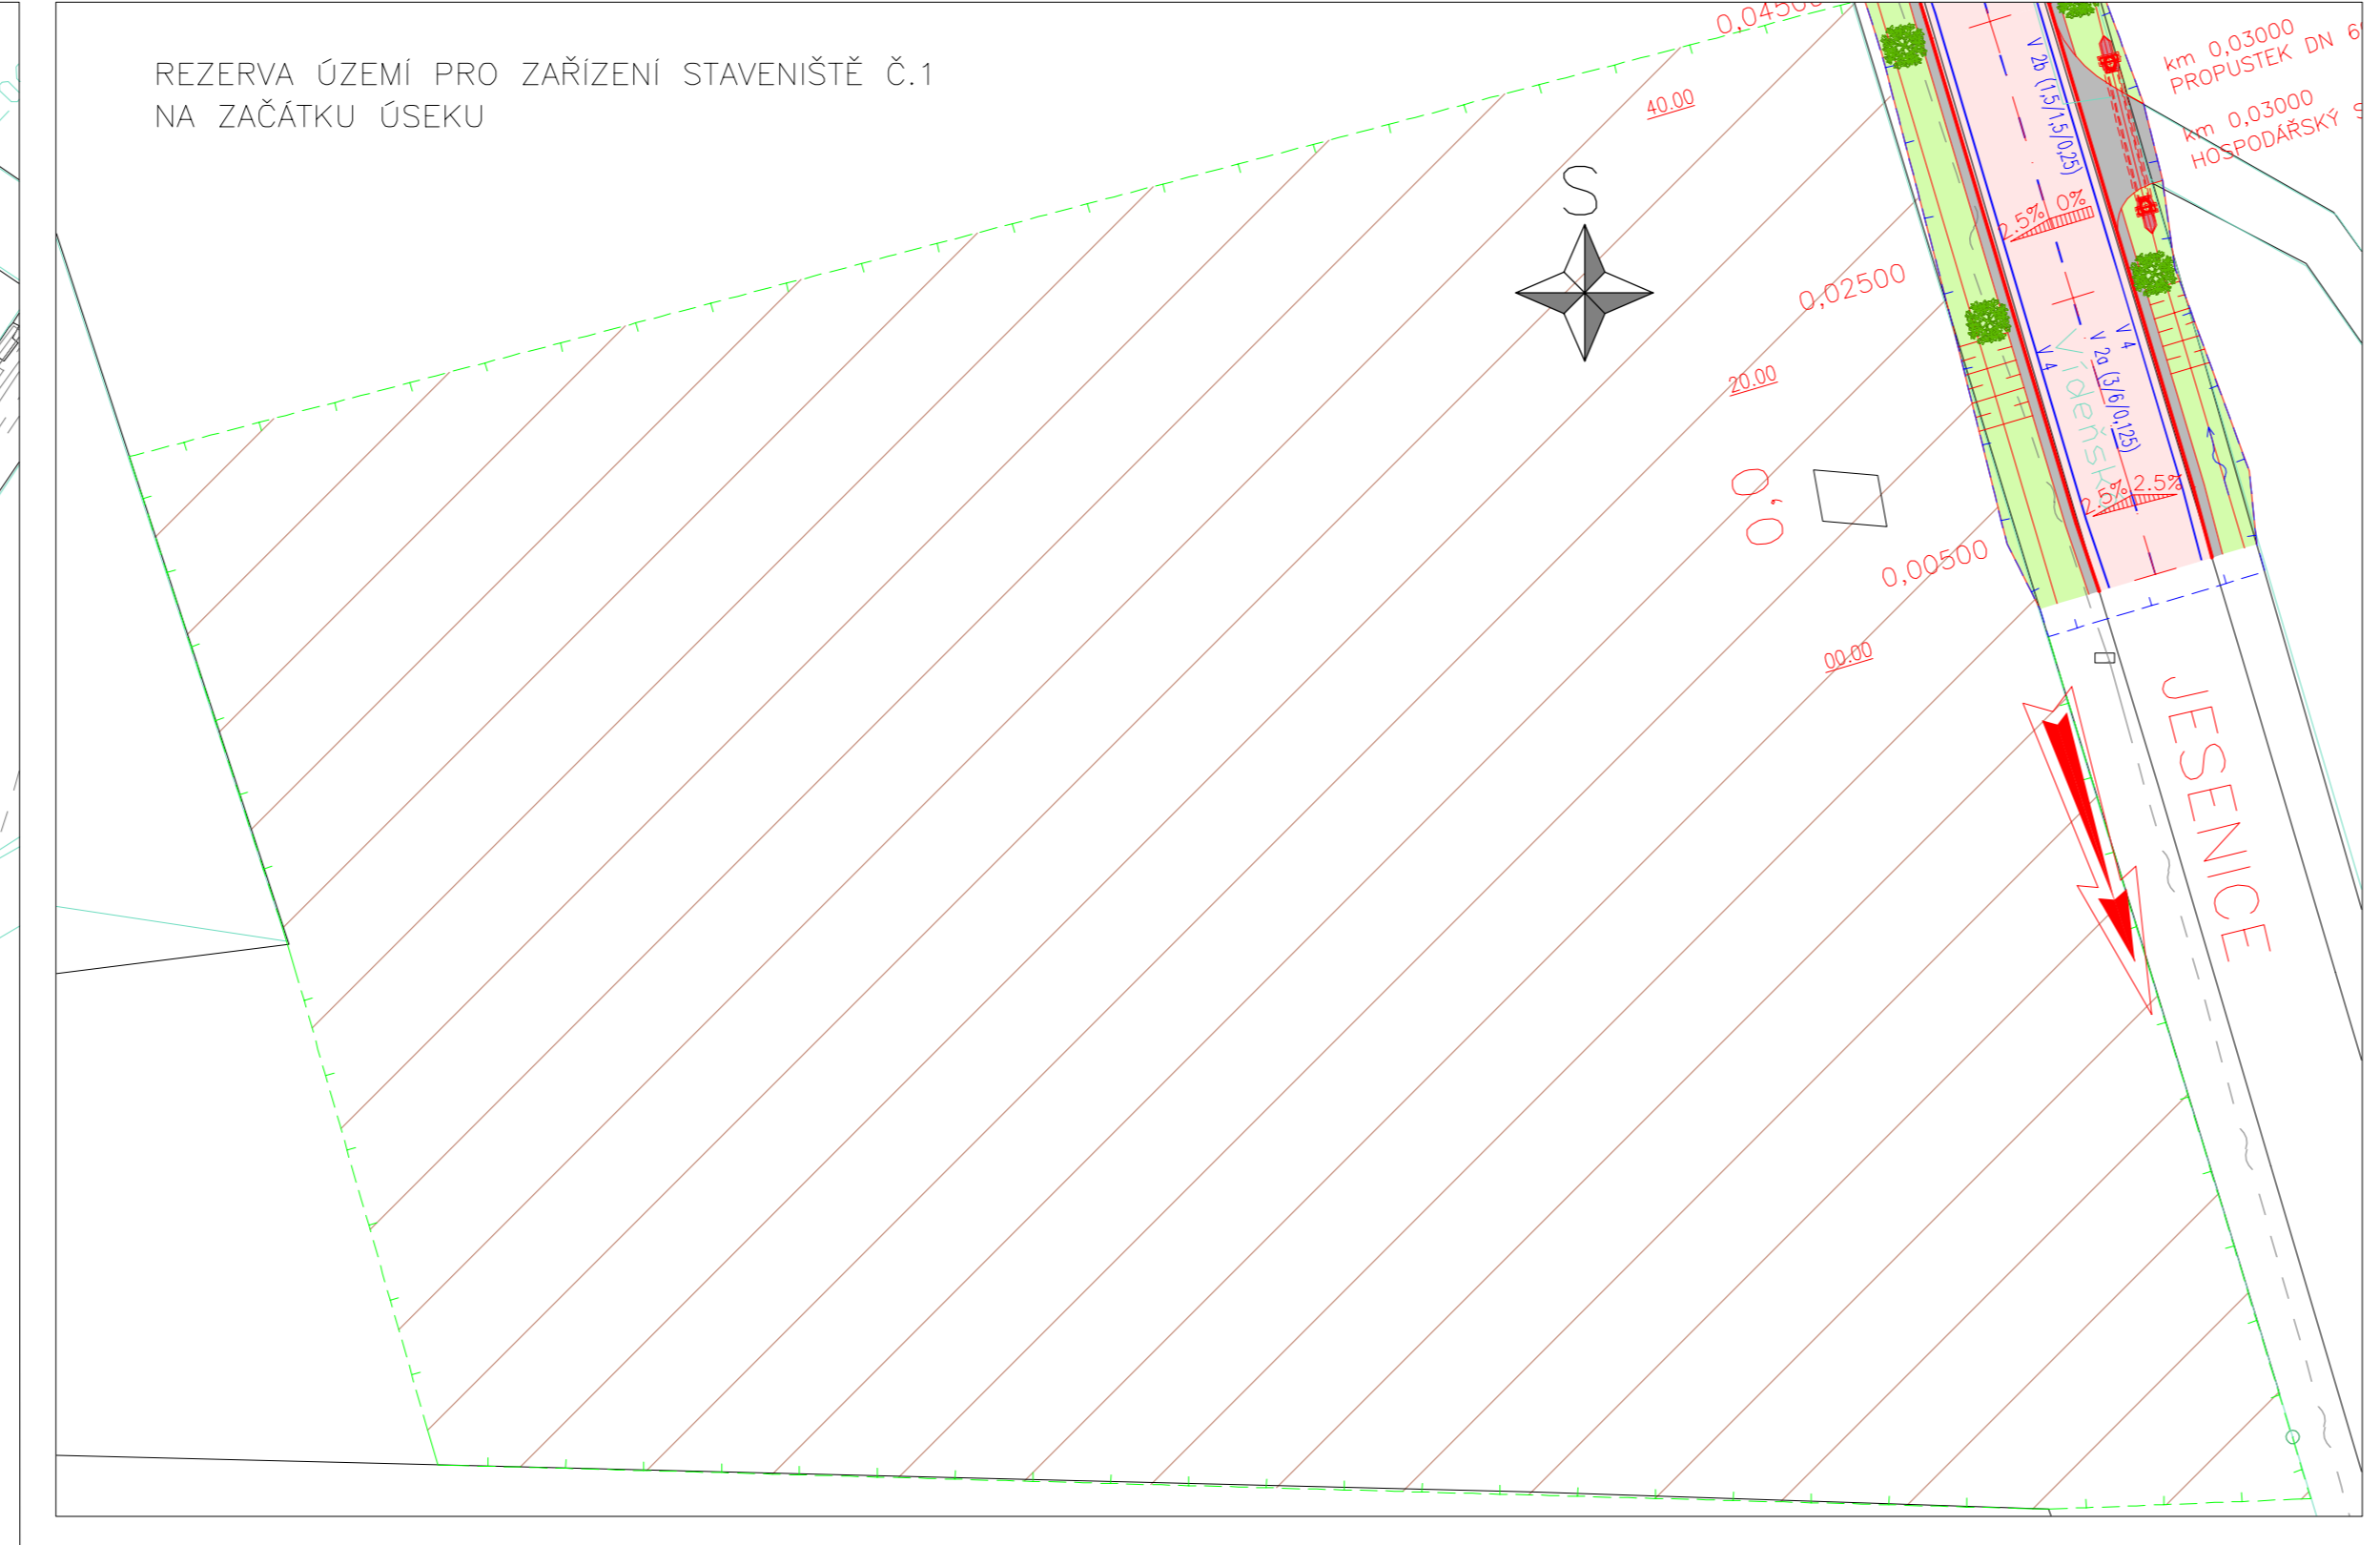 REZERVA ÚZEMÍ PRO ZAŘÍZENÍ STAVENIŠTĚ Č.1
NA ZAČÁTKU ÚSEKU
0,04500
40.00
S
km 0,03000
PROPUSTEK DN
km 0,03000
HOSPODÁŘSKÝ
V 2b (1,5/1,5/0,25)
2.5% 0%
0,02500
20.00
V 4
V 2a (3/6/0,125)
V 4
2.5% 2.5%
0,0
0,00500
00.00
JESENICE